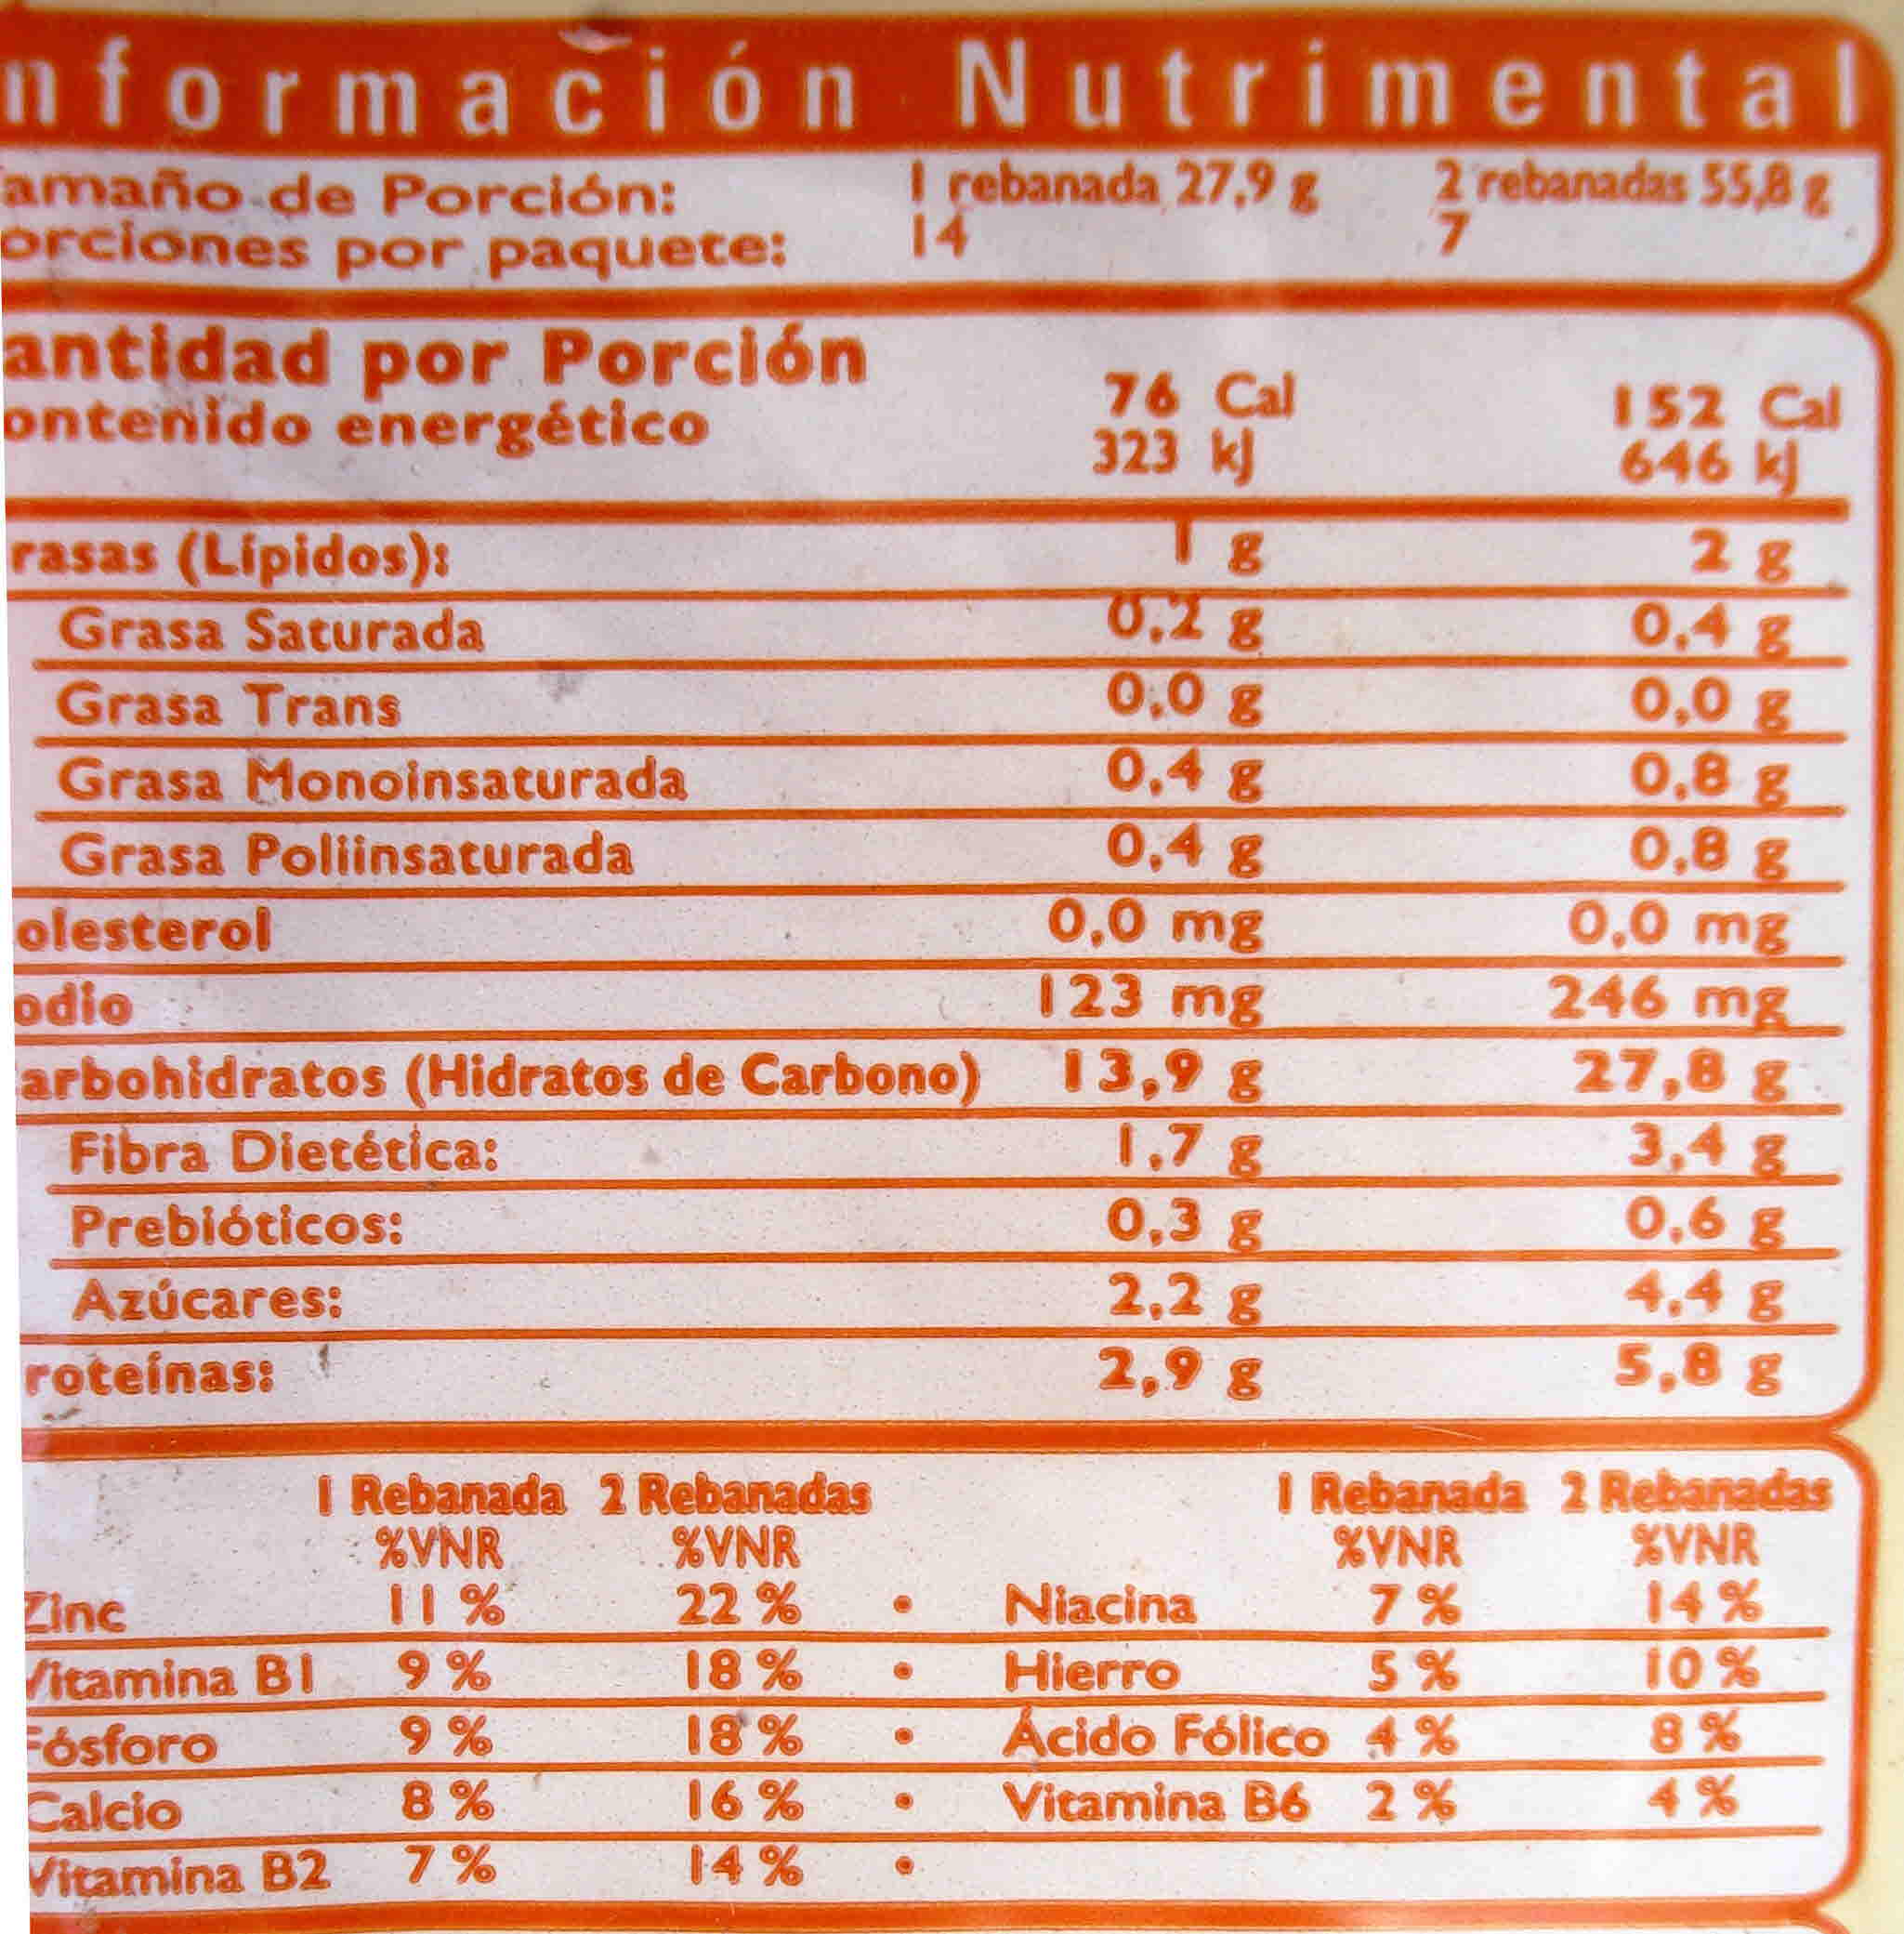 nformación Nutrimental
amaño de Porción: 1 rebanada 27,9 g 2 rebanadas 55,8 g
orciones por paquete: 14 7
antidad por Porción
ontenido energético 76 Cal 152 Cal
323 kJ 646 kJ
rasas (Lípidos): 1 g 2 g
Grasa Saturada 0,2 g 0,4 g
Grasa Trans 0,0 g 0,0 g
Grasa Monoinsaturada 0,4 g 0,8 g
Grasa Poliinsaturada 0,4 g 0,8 g
olesterol 0,0 mg 0,0 mg
odio 123 mg 246 mg
arbohidratos (Hidratos de Carbono) 13,9 g 27,8 g
Fibra Dietética: 1,7 g 3,4 g
Prebióticos: 0,3 g 0,6 g
Azúcares: 2,2 g 4,4 g
roteínas: 2,9 g 5,8 g
1 Rebanada 2 Rebanadas 1 Rebanada 2 Rebanadas
%VNR %VNR %VNR %VNR
Zinc 11 % 22 % • Niacina 7 % 14 %
Vitamina B1 9 % 18 % • Hierro 5 % 10 %
Fósforo 9 % 18 % • Ácido Fólico 4 % 8 %
Calcio 8 % 16 % • Vitamina B6 2 % 4 %
Vitamina B2 7 % 14 % •